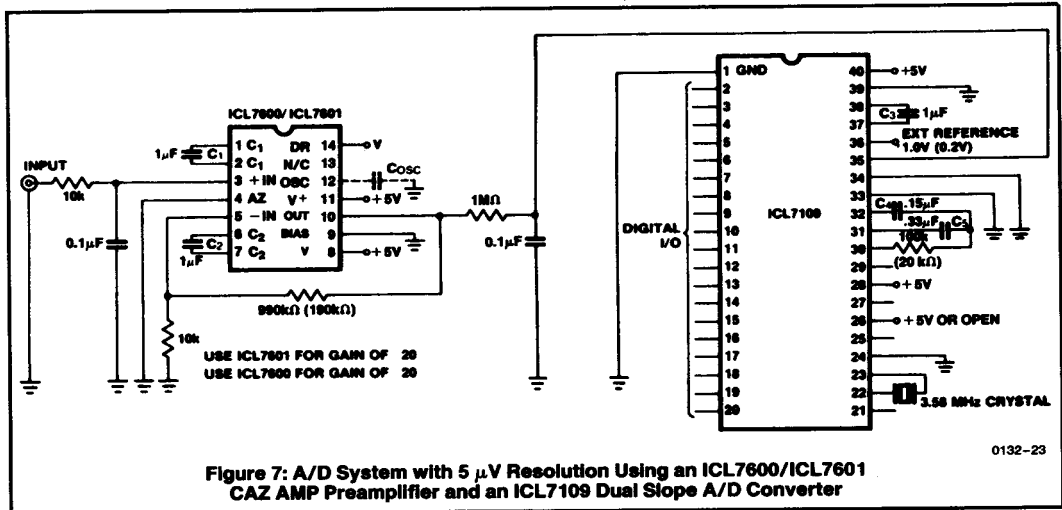 ICL7600/ICL7601
1 C₁
2 C₁
3 +IN
4 AZ
5 −IN
6 C₂
7 C₂
DR 14
N/C 13
OSC 12
V+ 11
OUT 10
BIAS 9
V 8
1µF C₁
1µF C₂
INPUT
10k
0.1µF
V
COSC
+5V
+5V
990kΩ (190kΩ)
10k
USE ICL7601 FOR GAIN OF 20
USE ICL7600 FOR GAIN OF 20
1MΩ
0.1µF
DIGITAL
I/O
1 GND
2
3
4
5
6
7
8
9
10
11
12
13
14
15
16
17
18
19
20
ICL7109
40
39
38
37
36
35
34
33
32
31
30
29
28
27
26
25
24
23
22
21
+5V
C₃ 1µF
EXT REFERENCE
1.0V (0.2V)
.15µF
.33µF
(20 kΩ)
+5V
+5V OR OPEN
3.58 MHz CRYSTAL
0132–23
Figure 7: A/D System with 5 µV Resolution Using an ICL7600/ICL7601
CAZ AMP Preamplifier and an ICL7109 Dual Slope A/D Converter